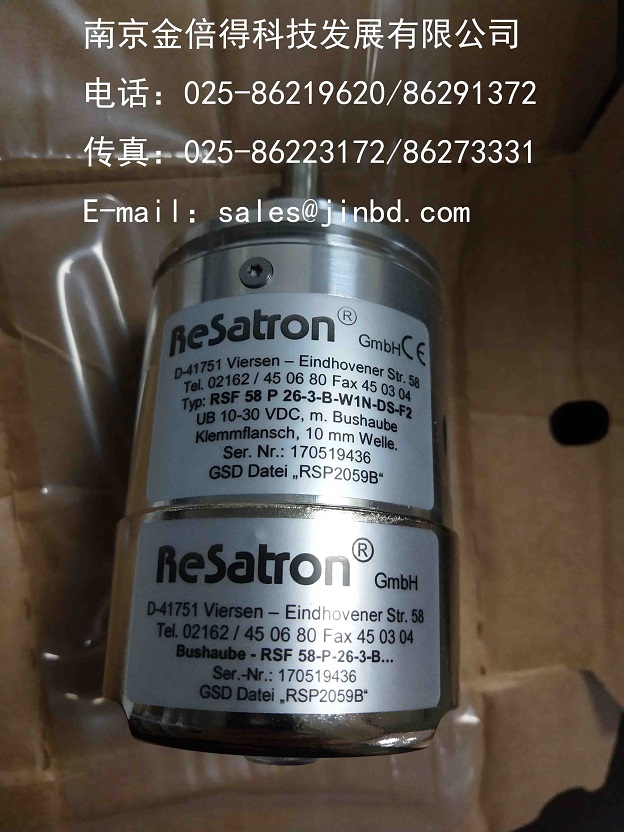 南京金倍得科技发展有限公司
电话：025-86219620/86291372
传真：025-86223172/86273331
E-mail：sales@jinbd.com
ReSatron® GmbH CE
D-41751 Viersen – Eindhovener Str. 58
Tel. 02162 / 45 06 80 Fax 45 03 04
Typ: RSF 58 P 26-3-B-W1N-DS-F2
UB 10-30 VDC, m. Bushaube
Klemmflansch, 10 mm Welle.
Ser. Nr.: 170519436
GSD Datei „RSP2059B“
ReSatron® GmbH
D-41751 Viersen – Eindhovener Str. 58
Tel. 02162 / 45 06 80 Fax 45 03 04
Bushaube - RSF 58-P-26-3-B...
Ser.-Nr.: 170519436
GSD Datei „RSP2059B“